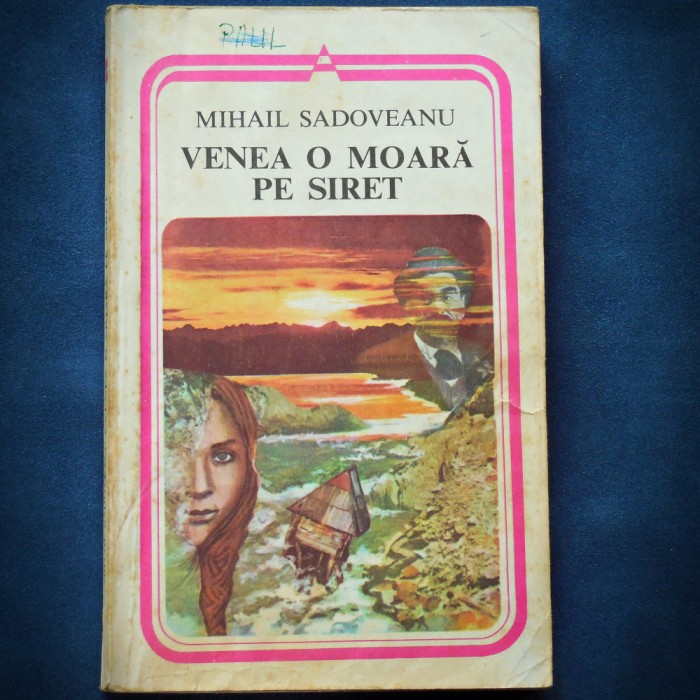 MIHAIL SADOVEANU
VENEA O MOARĂ
PE SIRET